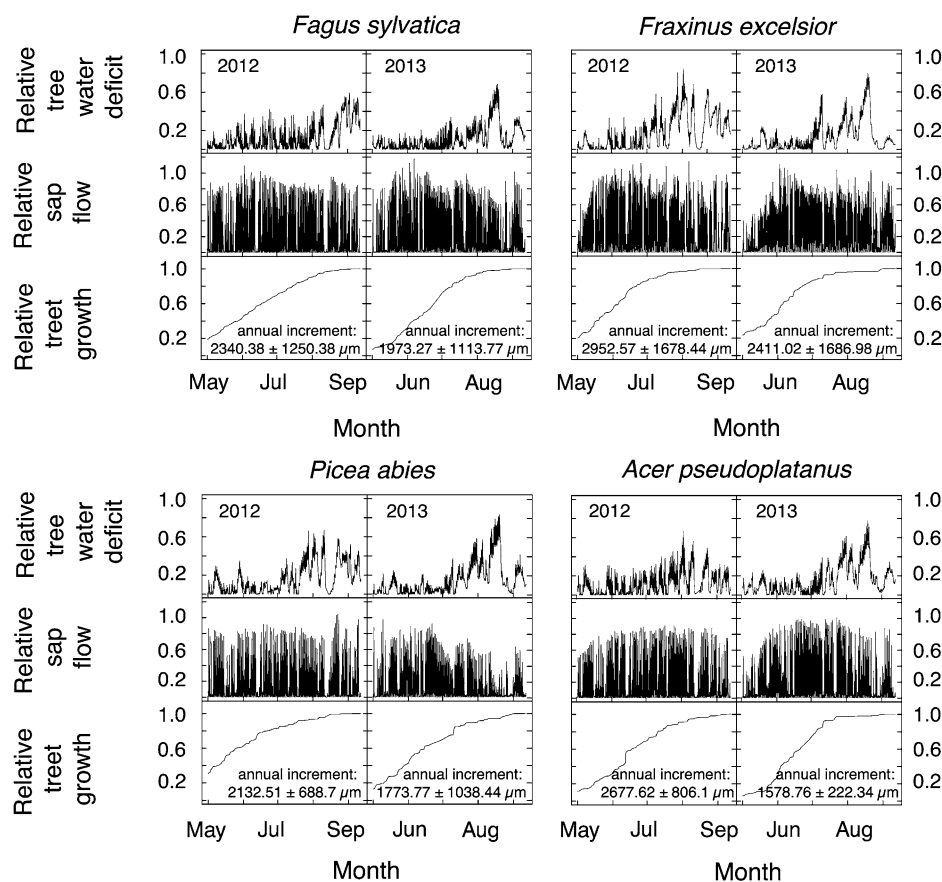 Fagus sylvatica
Fraxinus excelsior
Relative tree water deficit
1.0
0.6
0.2
2012
2013
2012
2013
1.0
0.6
0.2
Relative sap flow
1.0
0.6
0.2
1.0
0.6
0.2
Relative treet growth
1.0
0.6
0.2
annual increment:
2340.38 ± 1250.38 µm
annual increment:
1973.27 ± 1113.77 µm
annual increment:
2952.57 ± 1678.44 µm
annual increment:
2411.02 ± 1686.98 µm
1.0
0.6
0.2
May Jul Sep Jun Aug
May Jul Sep Jun Aug
Month
Month
Picea abies
Acer pseudoplatanus
Relative tree water deficit
1.0
0.6
0.2
2012
2013
2012
2013
1.0
0.6
0.2
Relative sap flow
1.0
0.6
0.2
1.0
0.6
0.2
Relative treet growth
1.0
0.6
0.2
annual increment:
2132.51 ± 688.7 µm
annual increment:
1773.77 ± 1038.44 µm
annual increment:
2677.62 ± 806.1 µm
annual increment:
1578.76 ± 222.34 µm
1.0
0.6
0.2
May Jul Sep Jun Aug
May Jul Sep Jun Aug
Month
Month